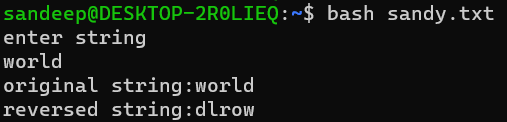 sandeep@DESKTOP-2R0LIEQ:~$ bash sandy.txt
enter string
world
original string:world
reversed string:dlrow